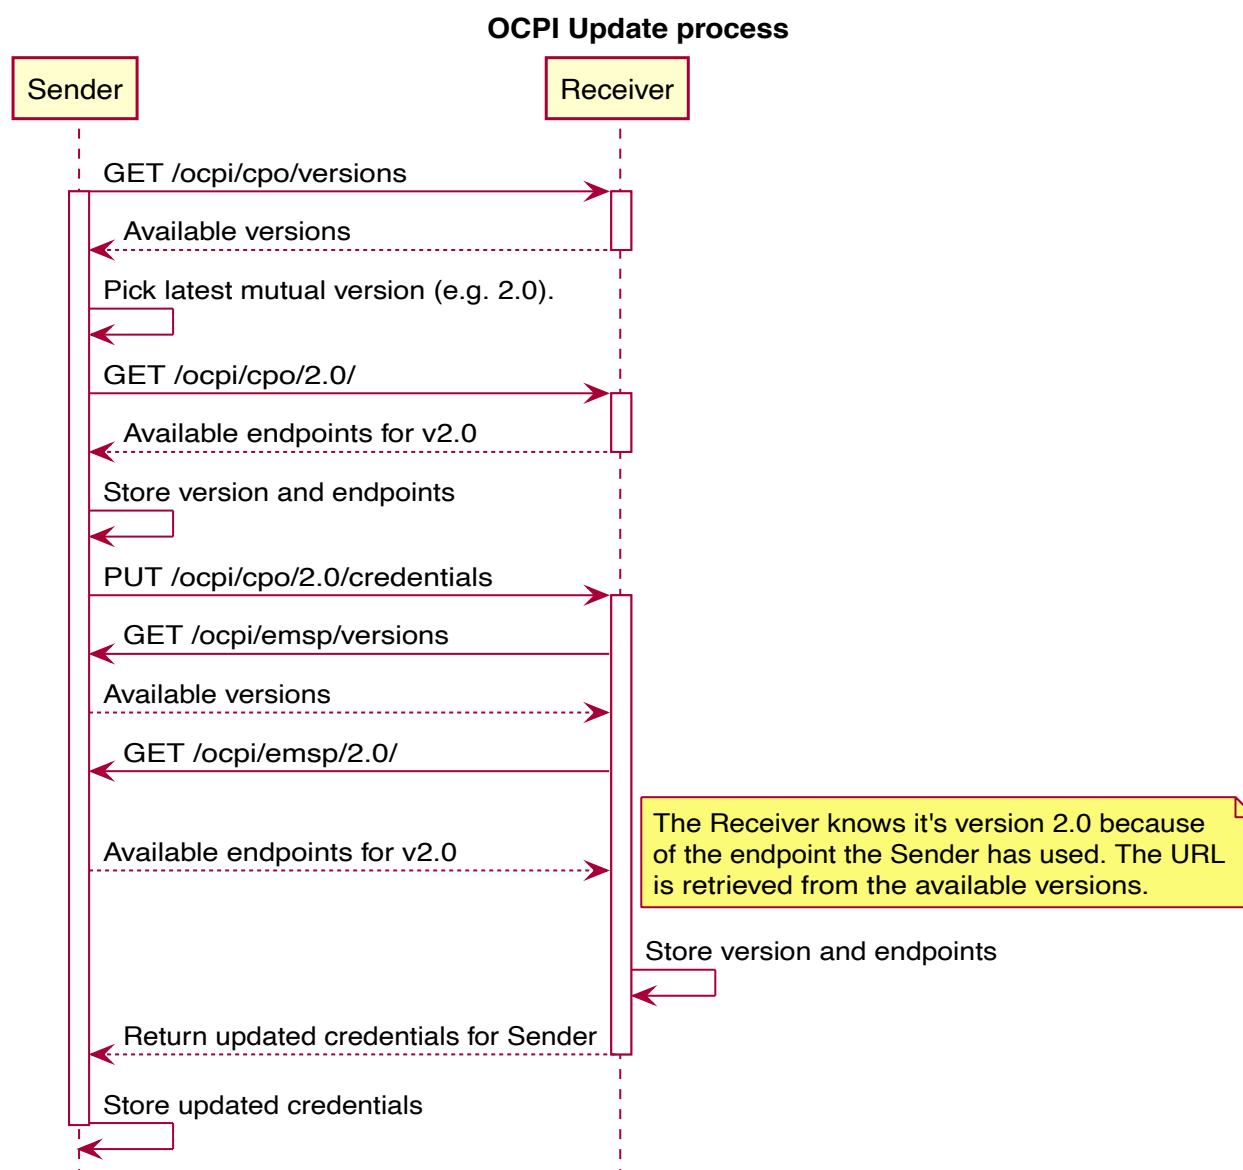 OCPI Update process
Sender
Receiver
GET /ocpi/cpo/versions
Available versions
Pick latest mutual version (e.g. 2.0).
GET /ocpi/cpo/2.0/
Available endpoints for v2.0
Store version and endpoints
PUT /ocpi/cpo/2.0/credentials
GET /ocpi/emsp/versions
Available versions
GET /ocpi/emsp/2.0/
Available endpoints for v2.0
The Receiver knows it's version 2.0 because
of the endpoint the Sender has used. The URL
is retrieved from the available versions.
Store version and endpoints
Return updated credentials for Sender
Store updated credentials